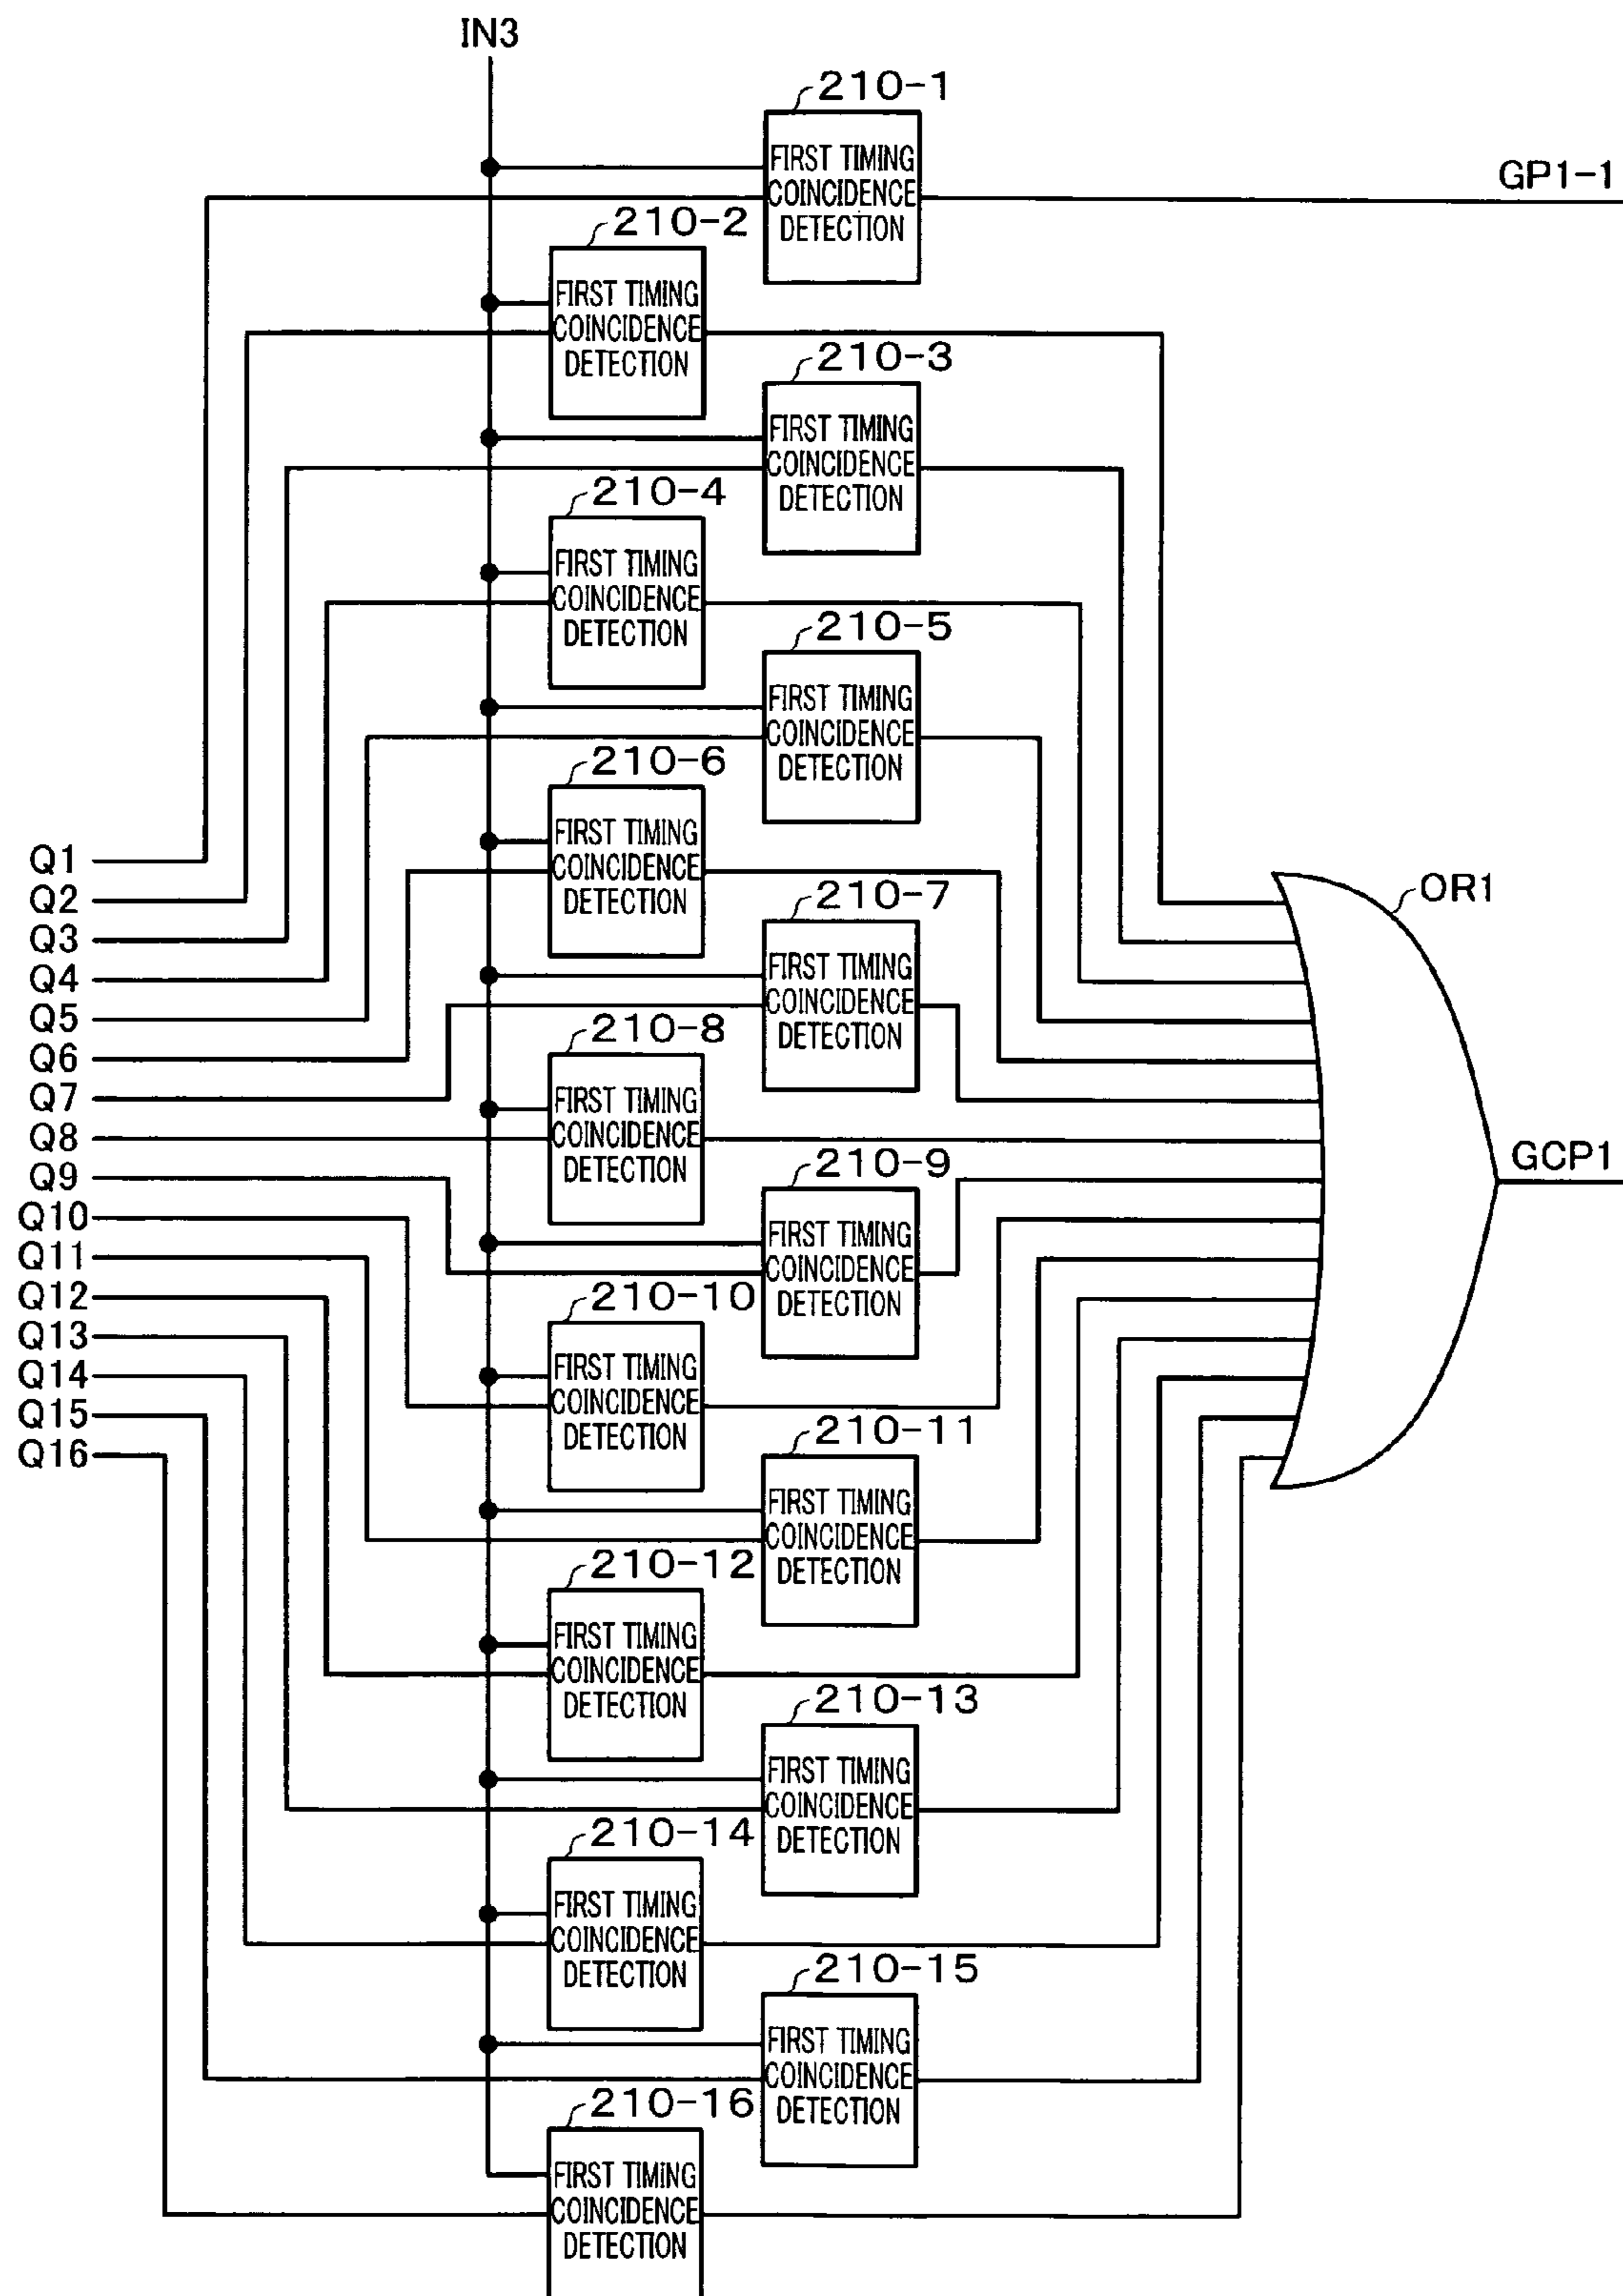 IN3
210-1
FIRST TIMING
COINCIDENCE
DETECTION
GP1-1
210-2
FIRST TIMING
COINCIDENCE
DETECTION
210-3
FIRST TIMING
COINCIDENCE
DETECTION
210-4
FIRST TIMING
COINCIDENCE
DETECTION
210-5
FIRST TIMING
COINCIDENCE
DETECTION
210-6
FIRST TIMING
COINCIDENCE
DETECTION
Q1
Q2
Q3
Q4
Q5
Q6
Q7
Q8
Q9
Q10
Q11
Q12
Q13
Q14
Q15
Q16
210-7
FIRST TIMING
COINCIDENCE
DETECTION
OR1
210-8
FIRST TIMING
COINCIDENCE
DETECTION
210-9
FIRST TIMING
COINCIDENCE
DETECTION
GCP1
210-10
FIRST TIMING
COINCIDENCE
DETECTION
210-11
FIRST TIMING
COINCIDENCE
DETECTION
210-12
FIRST TIMING
COINCIDENCE
DETECTION
210-13
FIRST TIMING
COINCIDENCE
DETECTION
210-14
FIRST TIMING
COINCIDENCE
DETECTION
210-15
FIRST TIMING
COINCIDENCE
DETECTION
210-16
FIRST TIMING
COINCIDENCE
DETECTION